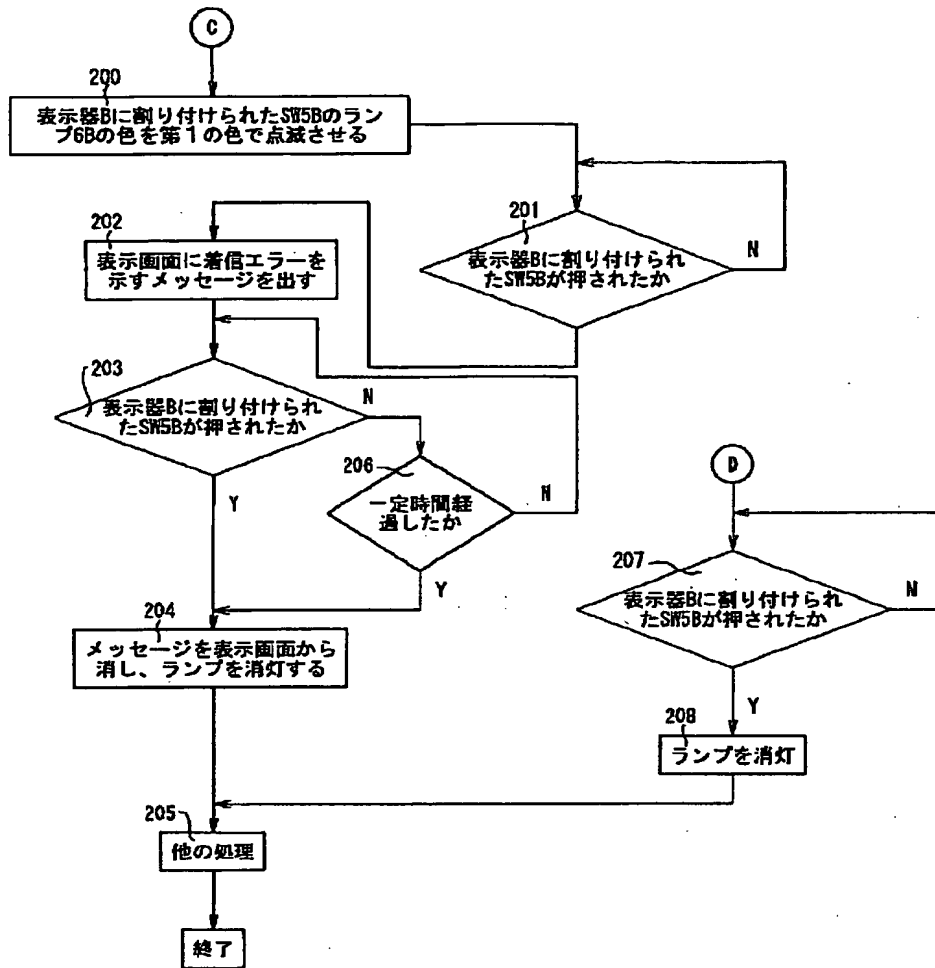 C
200
表示器Bに割り付けられたSW5Bのラン
プ6Bの色を第1の色で点滅させる
201
表示器Bに割り付けられ
たSW5Bが押されたか
N
202
表示画面に着信エラーを
示すメッセージを出す
203
表示器Bに割り付けられ
たSW5Bが押されたか
N
Y
206
一定時間経
過したか
N
Y
D
207
表示器Bに割り付けられ
たSW5Bが押されたか
N
Y
204
メッセージを表示画面から
消し、ランプを消灯する
208
ランプを消灯
205
他の処理
終了